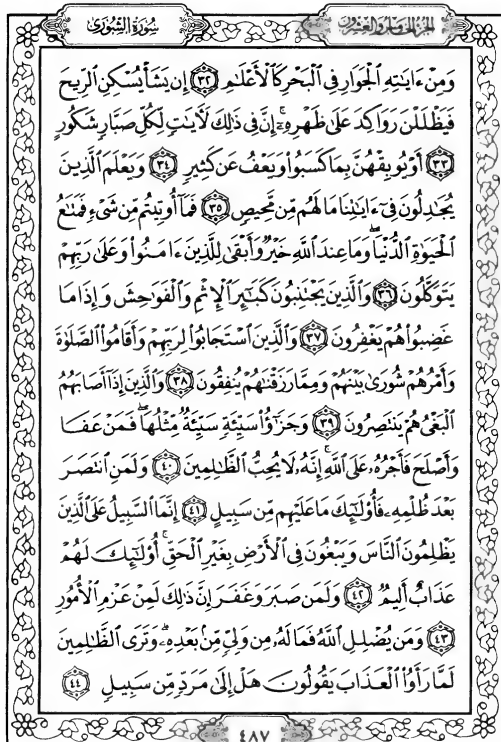 الجزء الخامس والعشرون
سورة الشورى
وَمِنْ ءَايَٰتِهِ ٱلْجَوَارِ فِى ٱلْبَحْرِ كَٱلْأَعْلَٰمِ ٣٢ إِن يَشَأْ يُسْكِنِ ٱلرِّيحَ
فَيَظْلَلْنَ رَوَاكِدَ عَلَىٰ ظَهْرِهِۦٓ ۚ إِنَّ فِى ذَٰلِكَ لَءَايَٰتٍ لِّكُلِّ صَبَّارٍ شَكُورٍ
٣٣ أَوْ يُوبِقْهُنَّ بِمَا كَسَبُوا۟ وَيَعْفُ عَن كَثِيرٍ ٣٤ وَيَعْلَمَ ٱلَّذِينَ
يُجَٰدِلُونَ فِىٓ ءَايَٰتِنَا مَا لَهُم مِّن مَّحِيصٍ ٣٥ فَمَآ أُوتِيتُم مِّن شَىْءٍ فَمَتَٰعُ
ٱلْحَيَوٰةِ ٱلدُّنْيَا ۖ وَمَا عِندَ ٱللَّهِ خَيْرٌ وَأَبْقَىٰ لِلَّذِينَ ءَامَنُوا۟ وَعَلَىٰ رَبِّهِمْ
يَتَوَكَّلُونَ ٣٦ وَٱلَّذِينَ يَجْتَنِبُونَ كَبَٰٓئِرَ ٱلْإِثْمِ وَٱلْفَوَٰحِشَ وَإِذَا مَا
غَضِبُوا۟ هُمْ يَغْفِرُونَ ٣٧ وَٱلَّذِينَ ٱسْتَجَابُوا۟ لِرَبِّهِمْ وَأَقَامُوا۟ ٱلصَّلَوٰةَ
وَأَمْرُهُمْ شُورَىٰ بَيْنَهُمْ وَمِمَّا رَزَقْنَٰهُمْ يُنفِقُونَ ٣٨ وَٱلَّذِينَ إِذَآ أَصَابَهُمُ
ٱلْبَغْىُ هُمْ يَنتَصِرُونَ ٣٩ وَجَزَٰٓؤُا۟ سَيِّئَةٍ سَيِّئَةٌ مِّثْلُهَا ۖ فَمَنْ عَفَا
وَأَصْلَحَ فَأَجْرُهُۥ عَلَى ٱللَّهِ ۚ إِنَّهُۥ لَا يُحِبُّ ٱلظَّٰلِمِينَ ٤٠ وَلَمَنِ ٱنتَصَرَ
بَعْدَ ظُلْمِهِۦ فَأُو۟لَٰٓئِكَ مَا عَلَيْهِم مِّن سَبِيلٍ ٤١ إِنَّمَا ٱلسَّبِيلُ عَلَى ٱلَّذِينَ
يَظْلِمُونَ ٱلنَّاسَ وَيَبْغُونَ فِى ٱلْأَرْضِ بِغَيْرِ ٱلْحَقِّ ۚ أُو۟لَٰٓئِكَ لَهُمْ
عَذَابٌ أَلِيمٌ ٤٢ وَلَمَن صَبَرَ وَغَفَرَ إِنَّ ذَٰلِكَ لَمِنْ عَزْمِ ٱلْأُمُورِ
٤٣ وَمَن يُضْلِلِ ٱللَّهُ فَمَا لَهُۥ مِن وَلِىٍّ مِّنۢ بَعْدِهِۦ ۗ وَتَرَى ٱلظَّٰلِمِينَ
لَمَّا رَأَوُا۟ ٱلْعَذَابَ يَقُولُونَ هَلْ إِلَىٰ مَرَدٍّ مِّن سَبِيلٍ ٤٤
٤٨٧